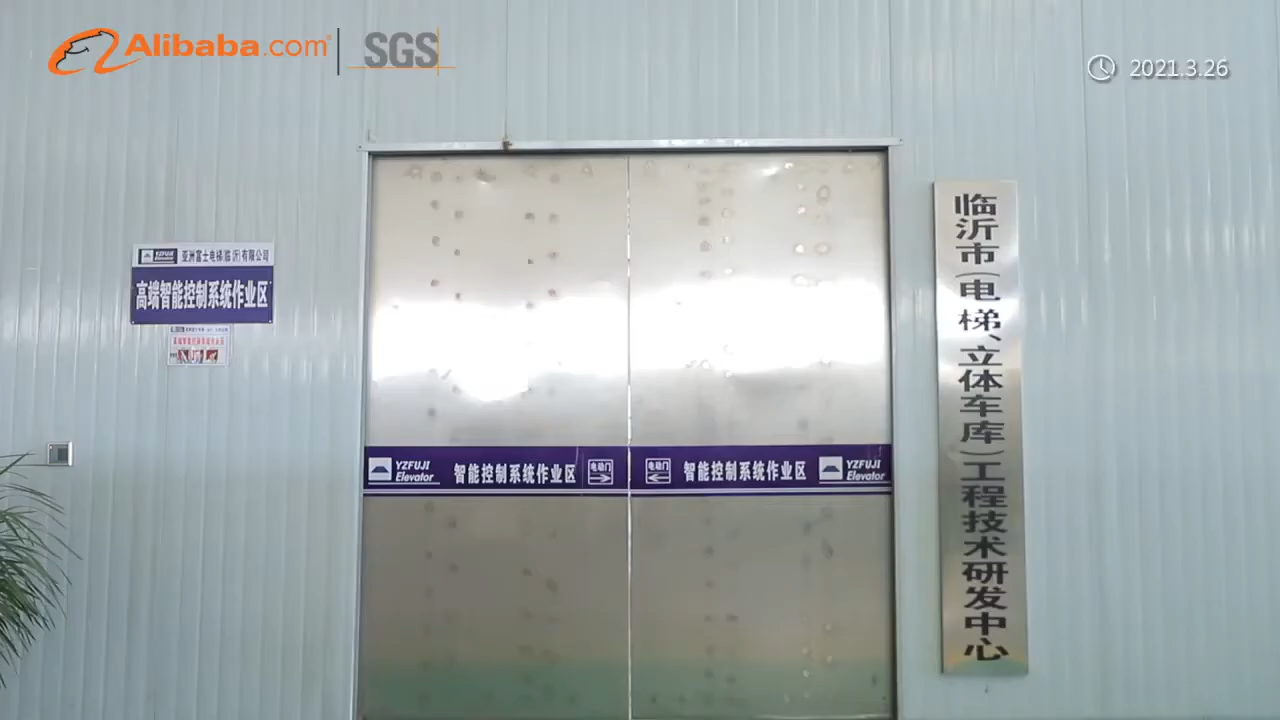 Alibaba.com
SGS
2021.3.26
YZFUJI
亚洲富士电梯(临沂)有限公司
高端智能控制系统作业区
YZFUJI
Elevator
智能控制系统作业区
电动门
电动门
智能控制系统作业区
YZFUJI
Elevator
临沂市(电梯、立体车库)工程技术研发中心